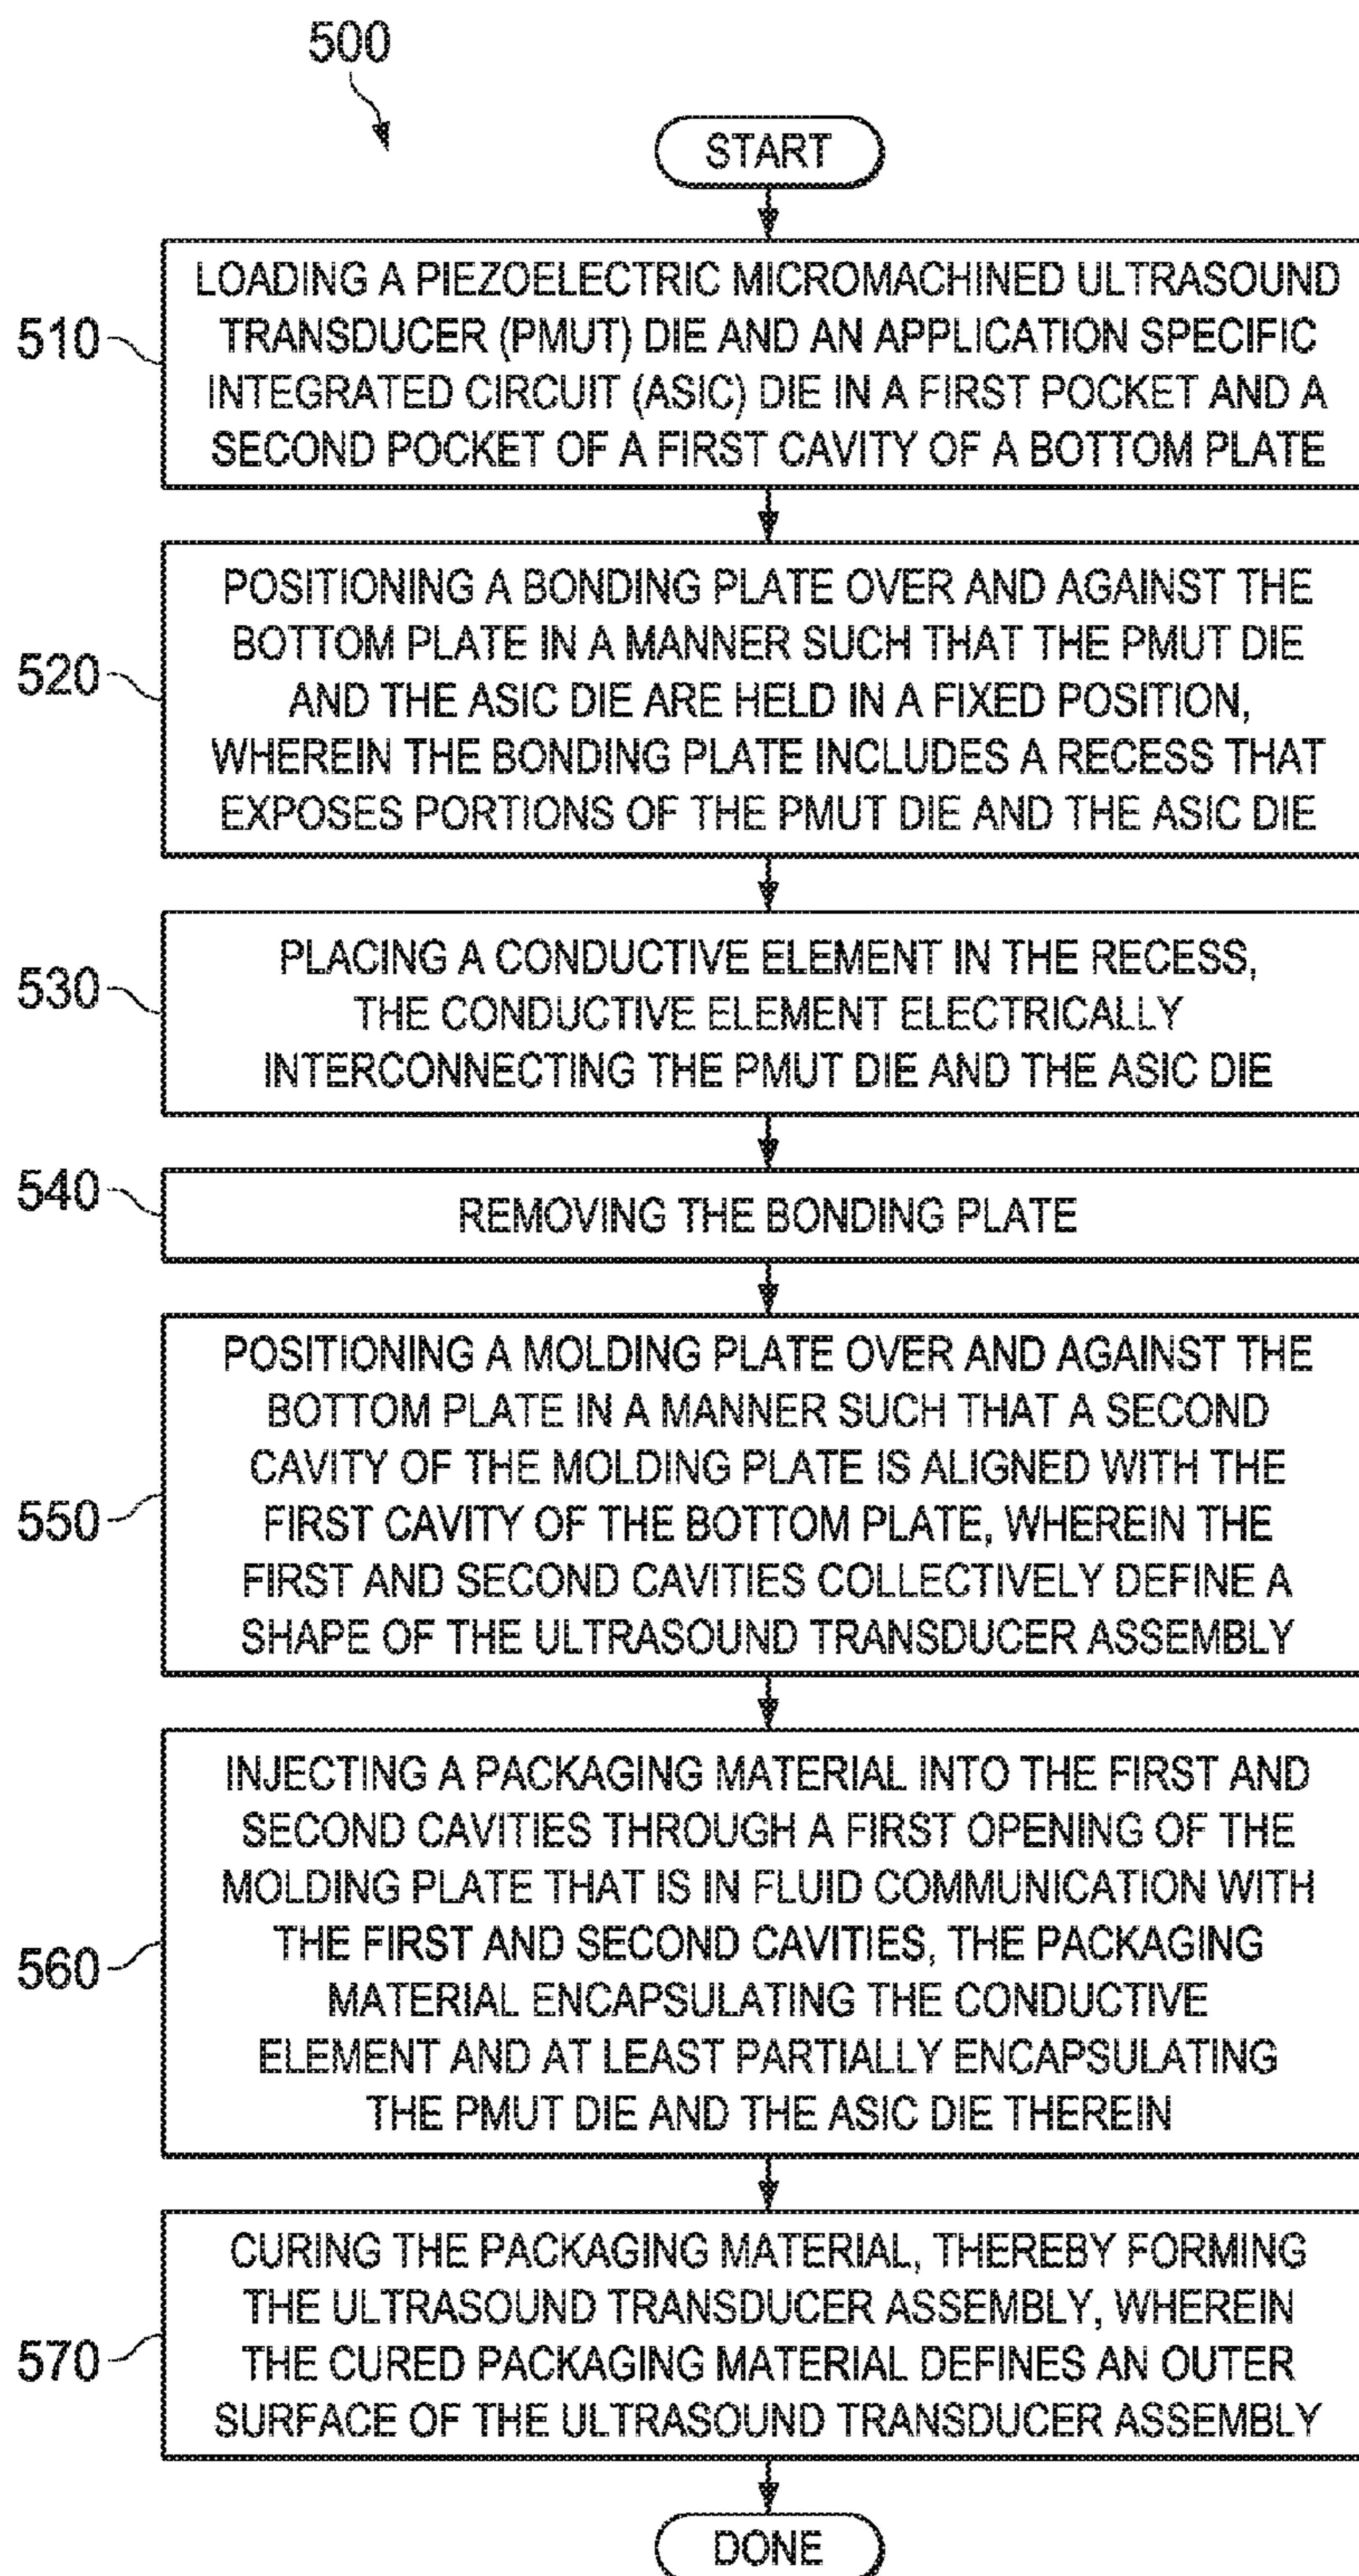 500
START
510
LOADING A PIEZOELECTRIC MICROMACHINED ULTRASOUND
TRANSDUCER (PMUT) DIE AND AN APPLICATION SPECIFIC
INTEGRATED CIRCUIT (ASIC) DIE IN A FIRST POCKET AND A
SECOND POCKET OF A FIRST CAVITY OF A BOTTOM PLATE
520
POSITIONING A BONDING PLATE OVER AND AGAINST THE
BOTTOM PLATE IN A MANNER SUCH THAT THE PMUT DIE
AND THE ASIC DIE ARE HELD IN A FIXED POSITION,
WHEREIN THE BONDING PLATE INCLUDES A RECESS THAT
EXPOSES PORTIONS OF THE PMUT DIE AND THE ASIC DIE
530
PLACING A CONDUCTIVE ELEMENT IN THE RECESS,
THE CONDUCTIVE ELEMENT ELECTRICALLY
INTERCONNECTING THE PMUT DIE AND THE ASIC DIE
540
REMOVING THE BONDING PLATE
550
POSITIONING A MOLDING PLATE OVER AND AGAINST THE
BOTTOM PLATE IN A MANNER SUCH THAT A SECOND
CAVITY OF THE MOLDING PLATE IS ALIGNED WITH THE
FIRST CAVITY OF THE BOTTOM PLATE, WHEREIN THE
FIRST AND SECOND CAVITIES COLLECTIVELY DEFINE A
SHAPE OF THE ULTRASOUND TRANSDUCER ASSEMBLY
560
INJECTING A PACKAGING MATERIAL INTO THE FIRST AND
SECOND CAVITIES THROUGH A FIRST OPENING OF THE
MOLDING PLATE THAT IS IN FLUID COMMUNICATION WITH
THE FIRST AND SECOND CAVITIES, THE PACKAGING
MATERIAL ENCAPSULATING THE CONDUCTIVE
ELEMENT AND AT LEAST PARTIALLY ENCAPSULATING
THE PMUT DIE AND THE ASIC DIE THEREIN
570
CURING THE PACKAGING MATERIAL, THEREBY FORMING
THE ULTRASOUND TRANSDUCER ASSEMBLY, WHEREIN
THE CURED PACKAGING MATERIAL DEFINES AN OUTER
SURFACE OF THE ULTRASOUND TRANSDUCER ASSEMBLY
DONE